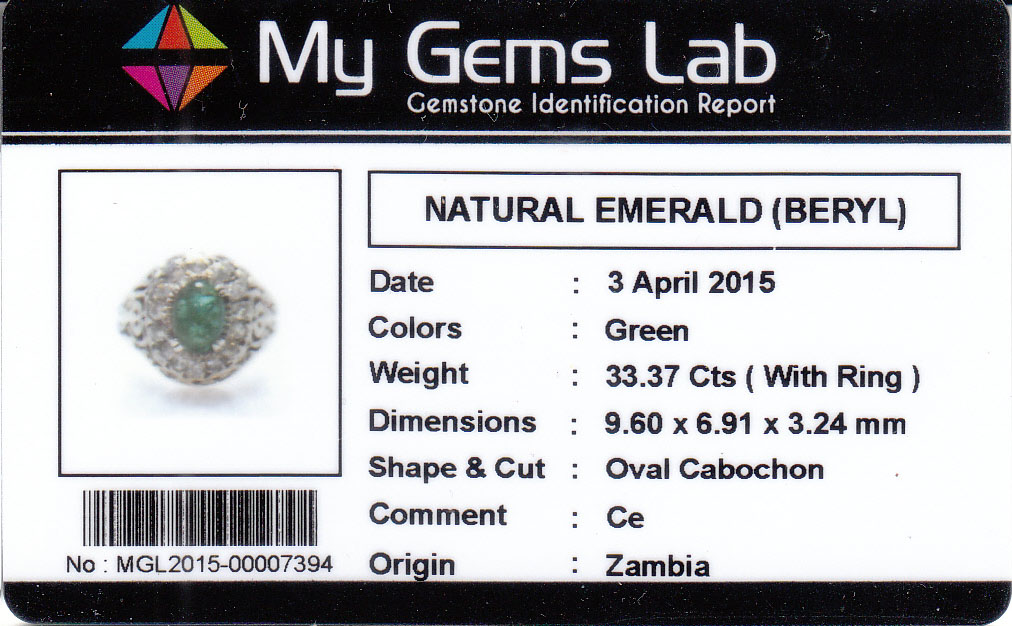 My Gems Lab
Gemstone Identification Report
NATURAL EMERALD (BERYL)
Date : 3 April 2015
Colors : Green
Weight : 33.37 Cts ( With Ring )
Dimensions : 9.60 x 6.91 x 3.24 mm
Shape & Cut : Oval Cabochon
Comment : Ce
Origin : Zambia
No : MGL2015-00007394